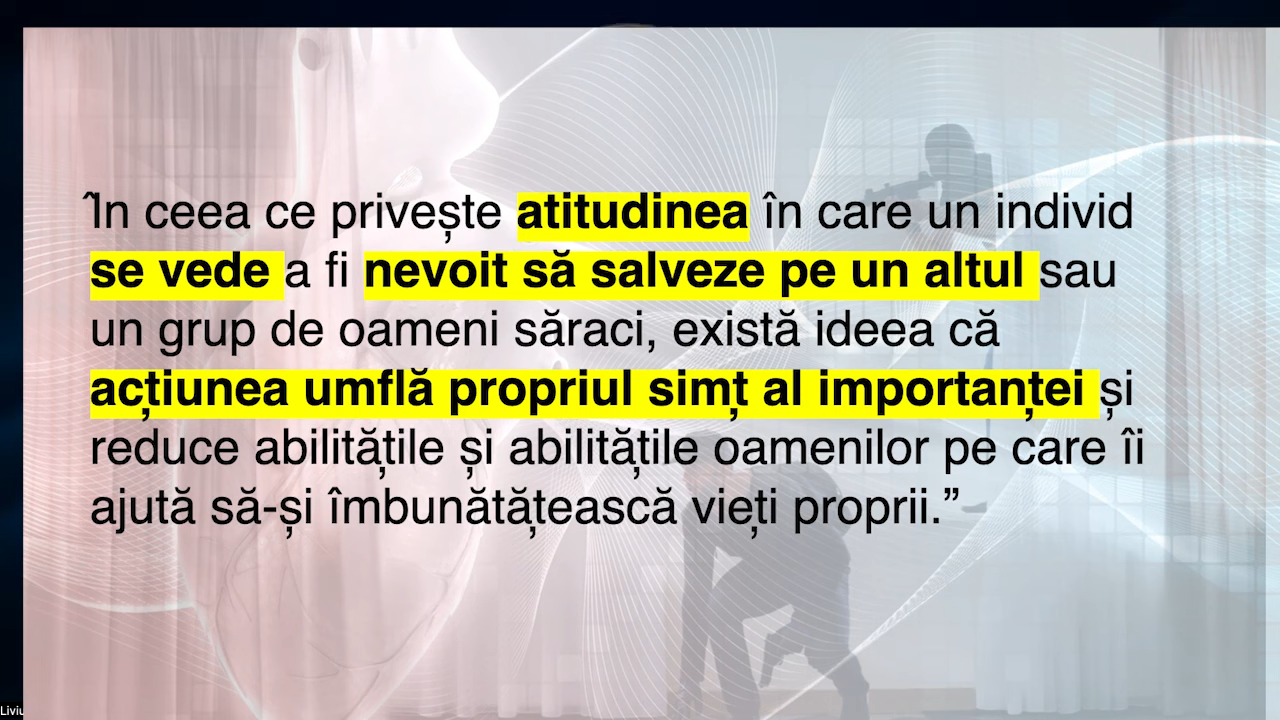 În ceea ce privește atitudinea în care un individ
se vede a fi nevoit să salveze pe un altul sau
un grup de oameni săraci, există ideea că
acțiunea umflă propriul simț al importanței și
reduce abilitățile și abilitățile oamenilor pe care îi
ajută să-și îmbunătățească vieți proprii.”
Liviu